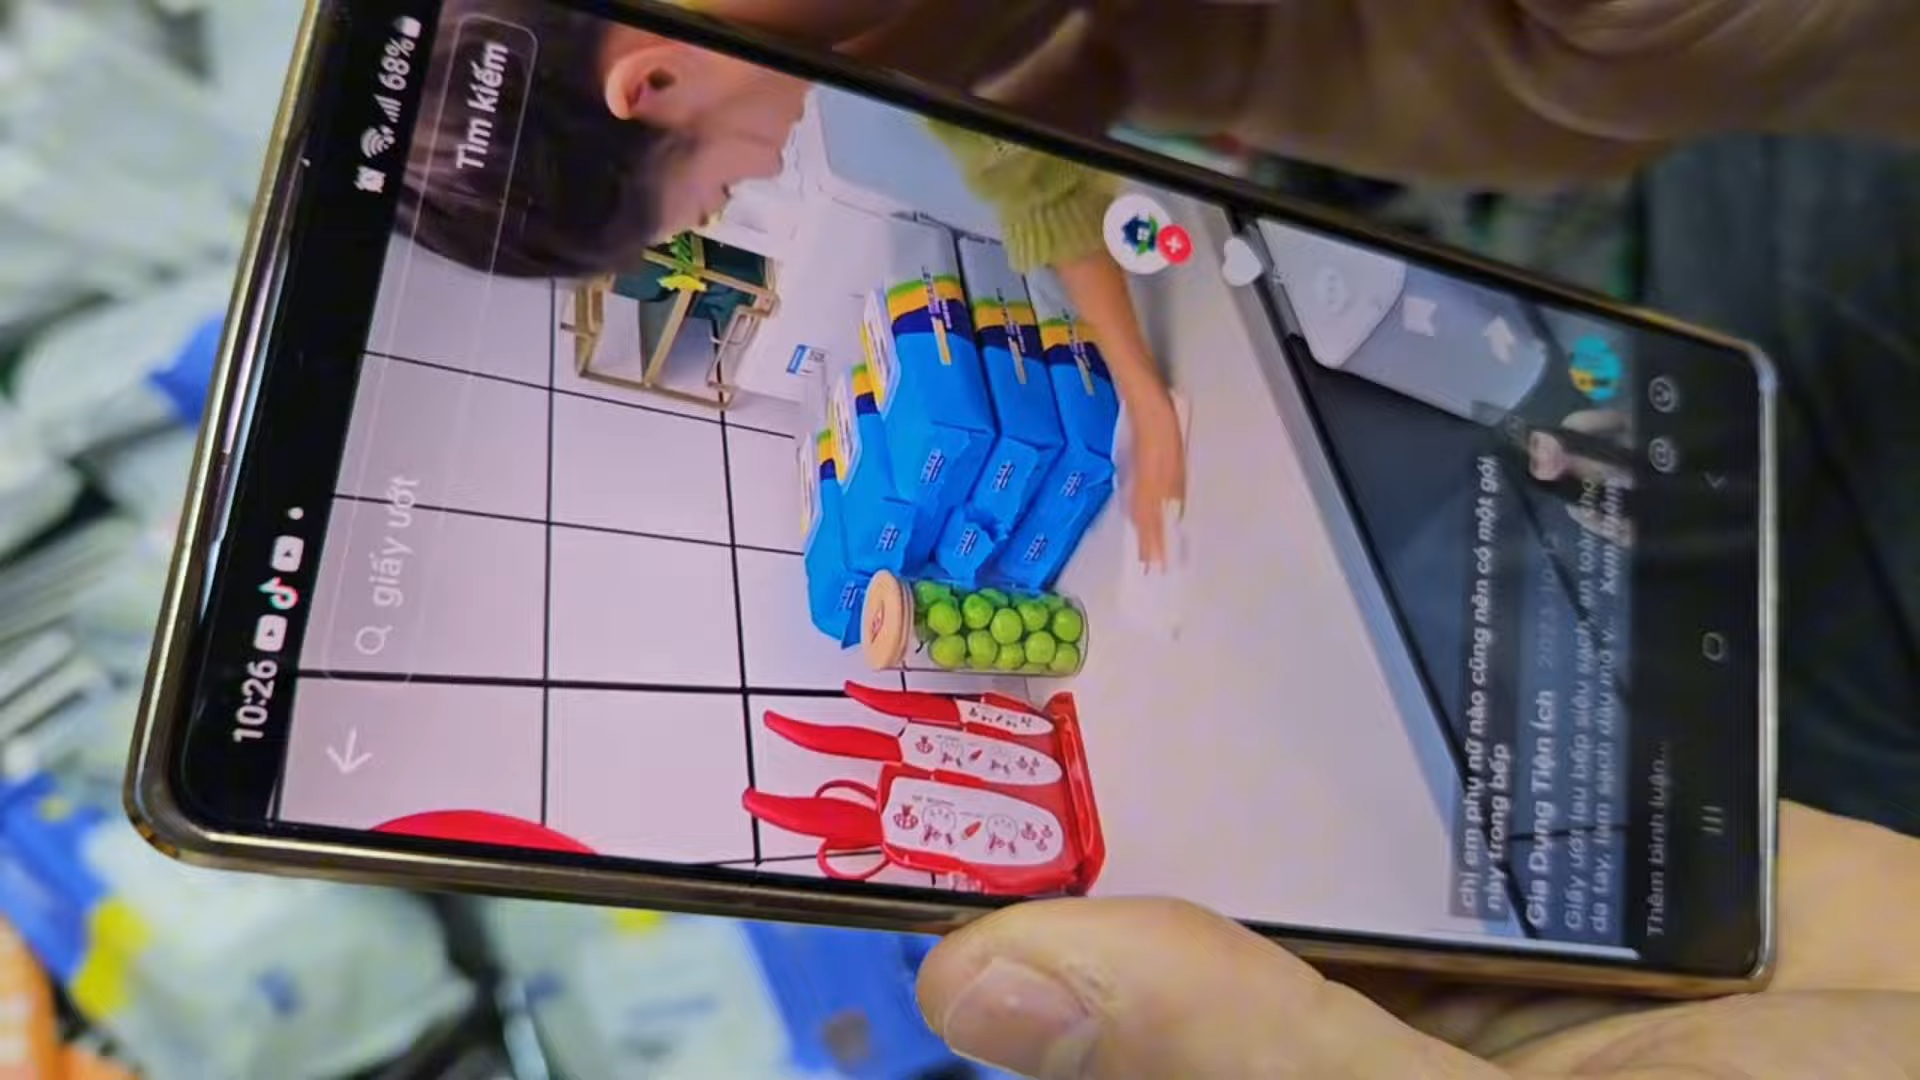 10:26
68%
giấy ướt
Tìm kiếm
chị em phụ nữ nào cũng nên có một gói
này trong bếp
Gia Dụng Tiện Ích
Giấy ướt lau bếp siêu sạch, an toàn cho
da tay, làm sạch dầu mỡ v... Xem thêm
Thêm bình luận...